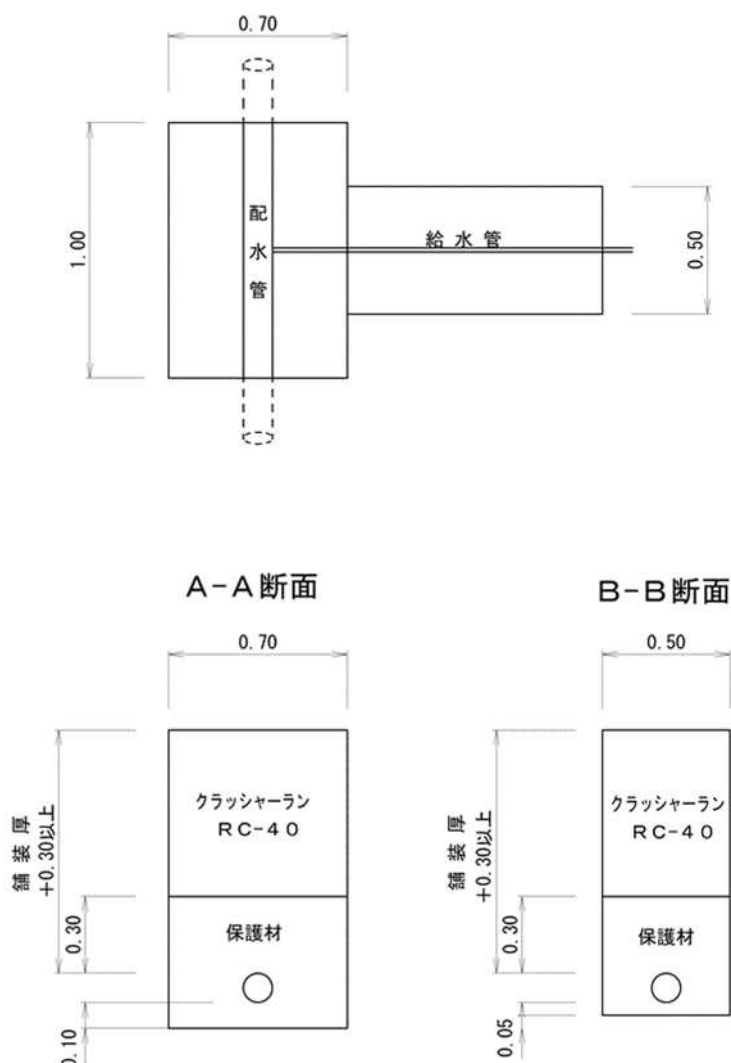 0.70
1.00
配水管
給水管
0.50
A-A断面
B-B断面
0.70
0.50
クラッシャーラン
RC-40
クラッシャーラン
RC-40
舗装厚
+0.30以上
舗装厚
+0.30以上
0.30
0.30
保護材
保護材
0.10
0.05